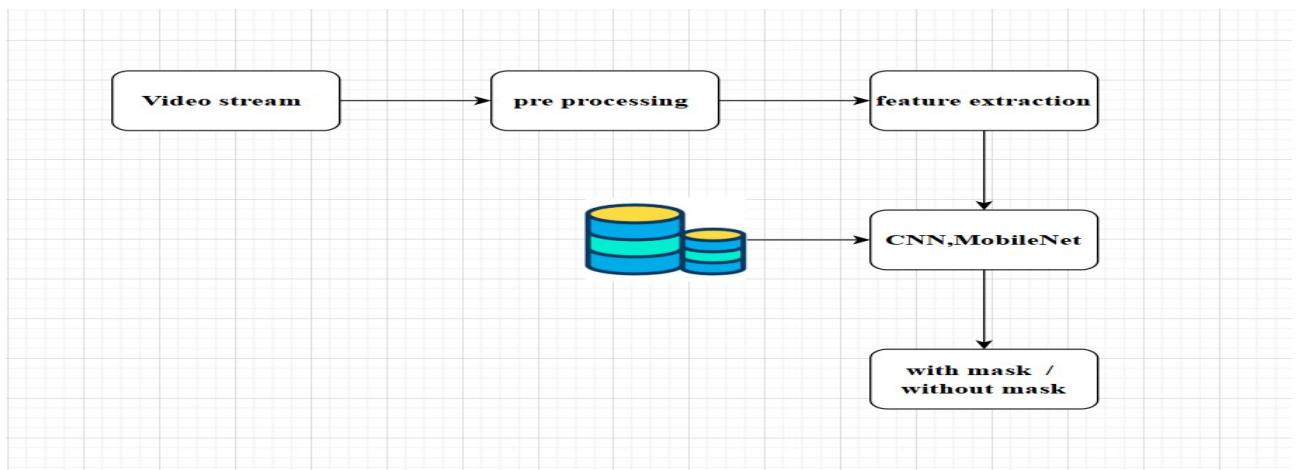 Video stream
pre processing
feature extraction
CNN,MobileNet
with mask /
without mask